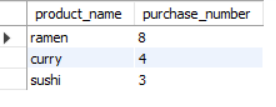 product_name purchase_number
ramen 8
curry 4
sushi 3